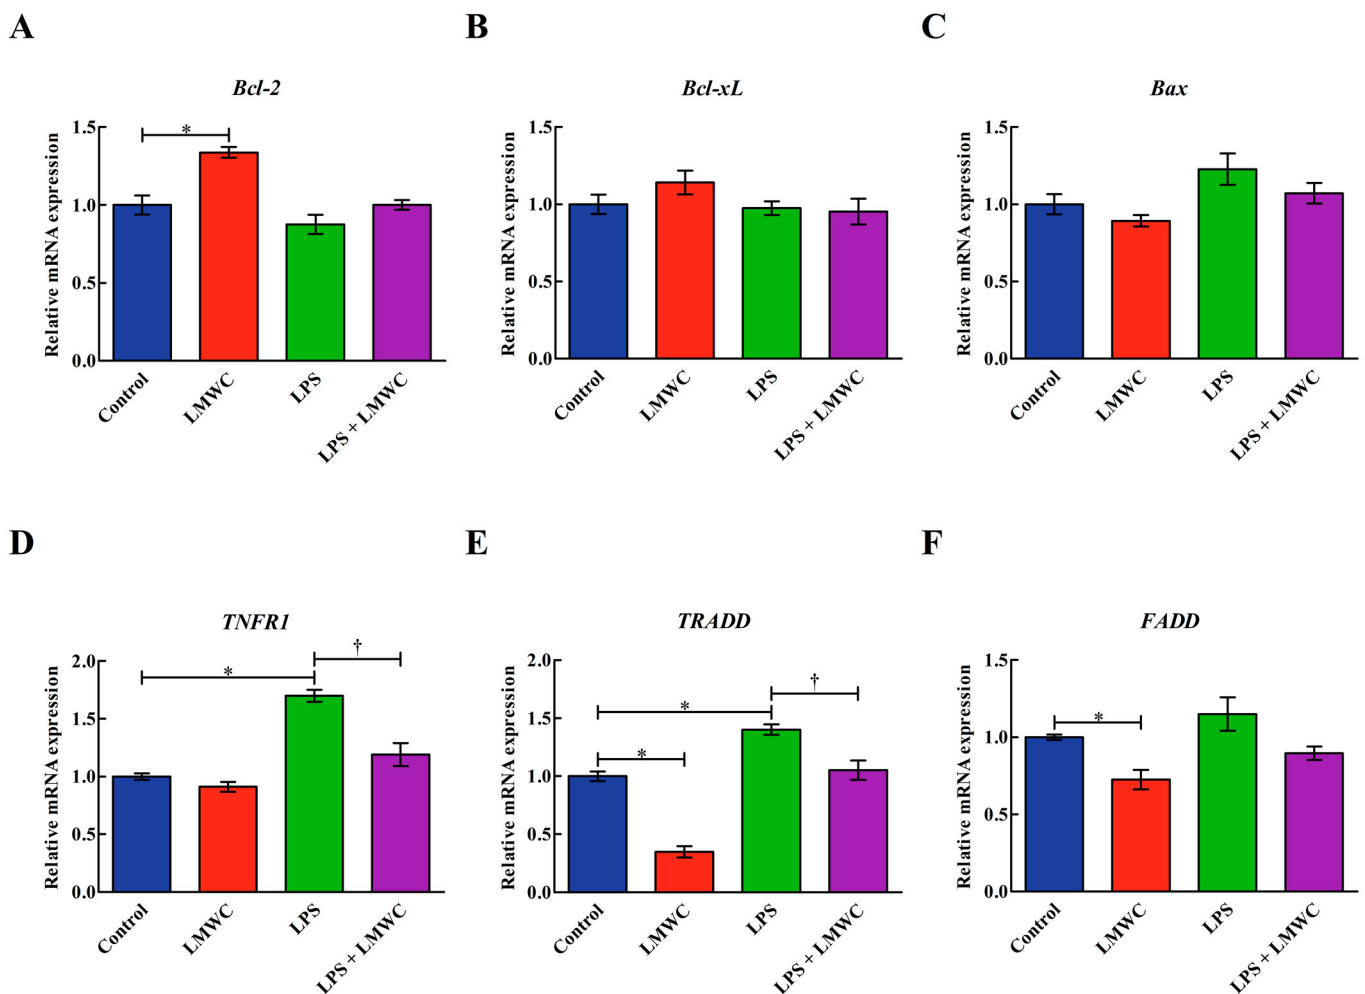 A
B
C
Bcl-2
Bcl-xL
Bax
Relative mRNA expression
1.5
1.0
0.5
0.0
*
Control
LMWC
LPS
LPS + LMWC
Relative mRNA expression
1.5
1.0
0.5
0.0
Control
LMWC
LPS
LPS + LMWC
Relative mRNA expression
1.5
1.0
0.5
0.0
Control
LMWC
LPS
LPS + LMWC
D
E
F
TNFR1
TRADD
FADD
Relative mRNA expression
2.0
1.5
1.0
0.5
0.0
*
†
Control
LMWC
LPS
LPS + LMWC
Relative mRNA expression
2.0
1.5
1.0
0.5
0.0
*
*
†
Control
LMWC
LPS
LPS + LMWC
Relative mRNA expression
1.5
1.0
0.5
0.0
*
Control
LMWC
LPS
LPS + LMWC